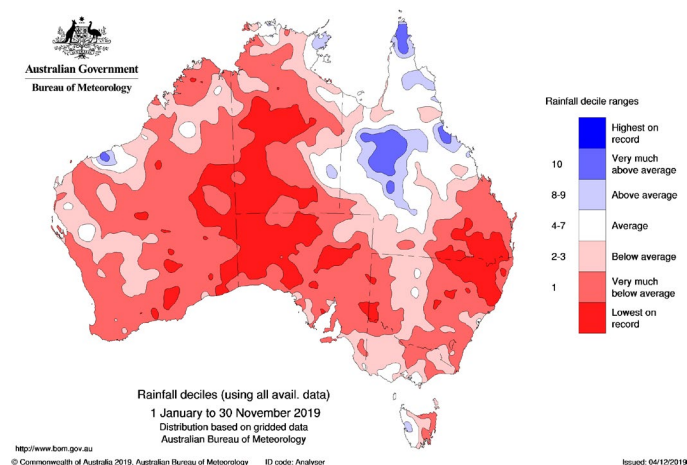 Australian Government
Bureau of Meteorology
Rainfall decile ranges
Highest on
record
10
Very much
above average
8-9
Above average
4-7
Average
2-3
Below average
1
Very much
below average
Lowest on
record
Rainfall deciles (using all avail. data)
1 January to 30 November 2019
Distribution based on gridded data
Australian Bureau of Meteorology
http://www.bom.gov.au
© Commonwealth of Australia 2019, Australian Bureau of Meteorology ID code: Analyser Issued: 04/12/2019